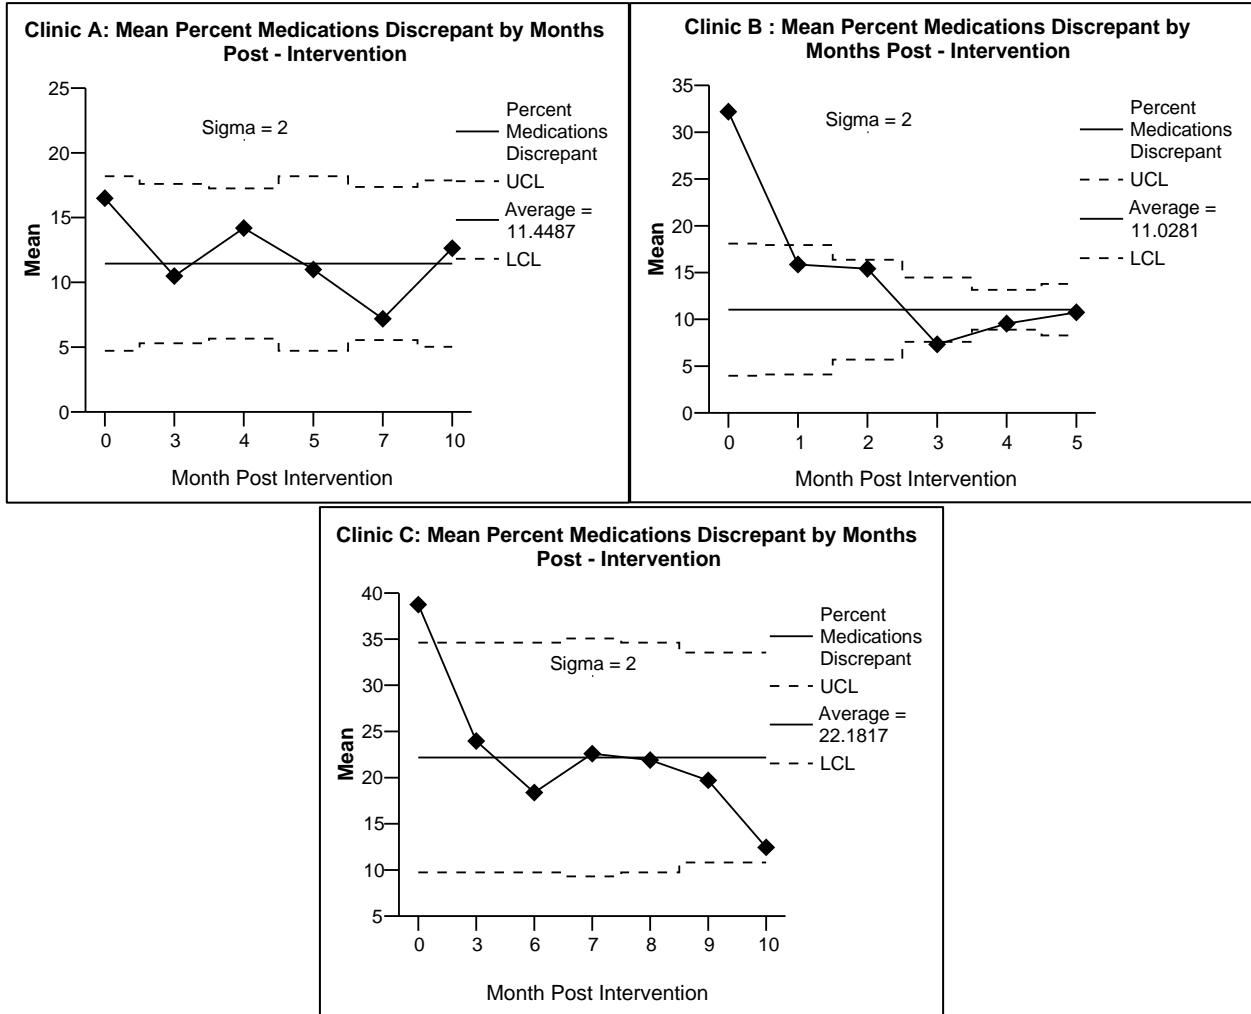 Clinic A: Mean Percent Medications Discrepant by Months
Post - Intervention
25
20
15
10
5
0
Mean
Sigma = 2
Percent
Medications
Discrepant
UCL
Average =
11.4487
LCL
0 3 4 5 7 10
Month Post Intervention
Clinic B : Mean Percent Medications Discrepant by
Months Post - Intervention
35
30
25
20
15
10
5
0
Mean
Sigma = 2
Percent
Medications
Discrepant
UCL
Average =
11.0281
LCL
0 1 2 3 4 5
Month Post Intervention
Clinic C: Mean Percent Medications Discrepant by Months
Post - Intervention
40
35
30
25
20
15
10
5
Mean
Sigma = 2
Percent
Medications
Discrepant
UCL
Average =
22.1817
LCL
0 3 6 7 8 9 10
Month Post Intervention